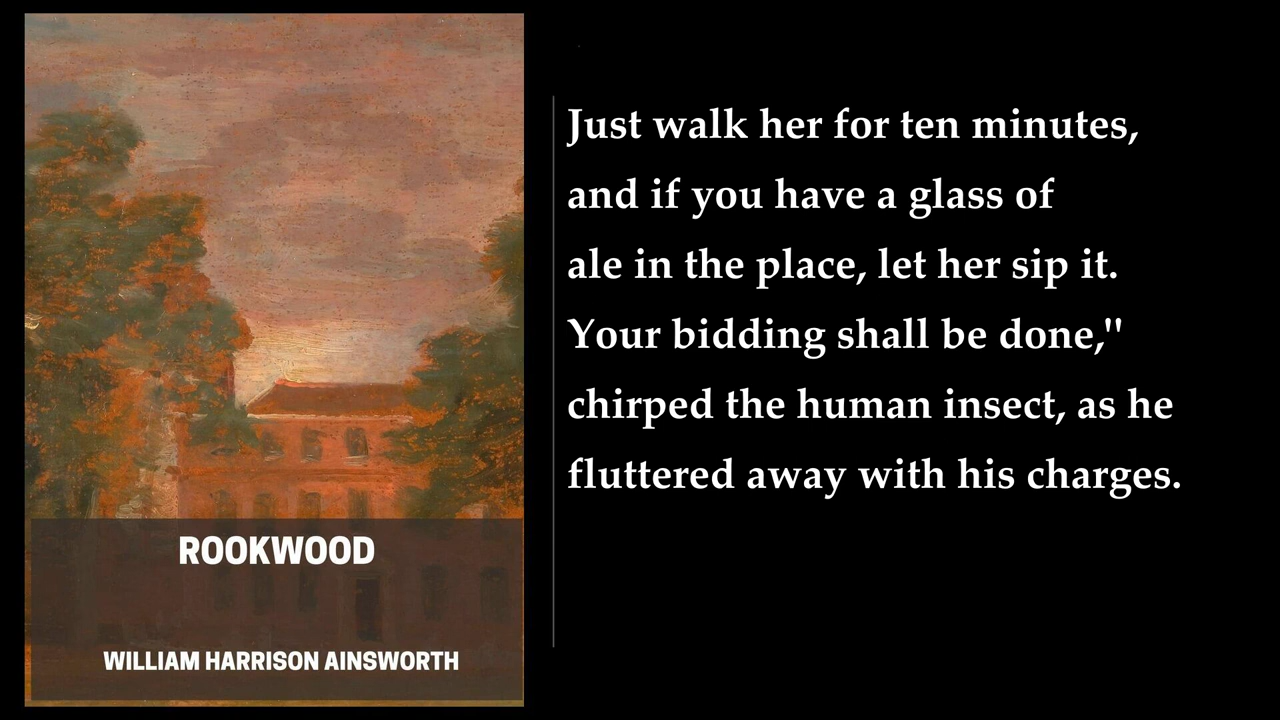 ROOKWOOD
WILLIAM HARRISON AINSWORTH
Just walk her for ten minutes,
and if you have a glass of
ale in the place, let her sip it.
Your bidding shall be done,"
chirped the human insect, as he
fluttered away with his charges.